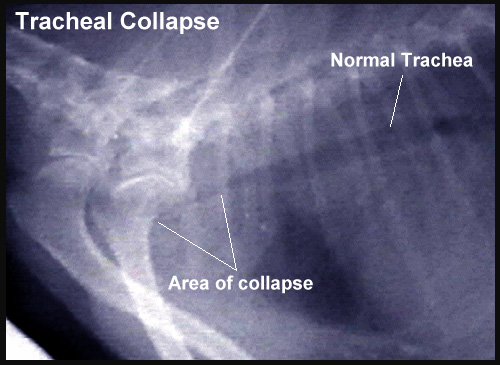 Tracheal Collapse
Normal Trachea
Area of collapse